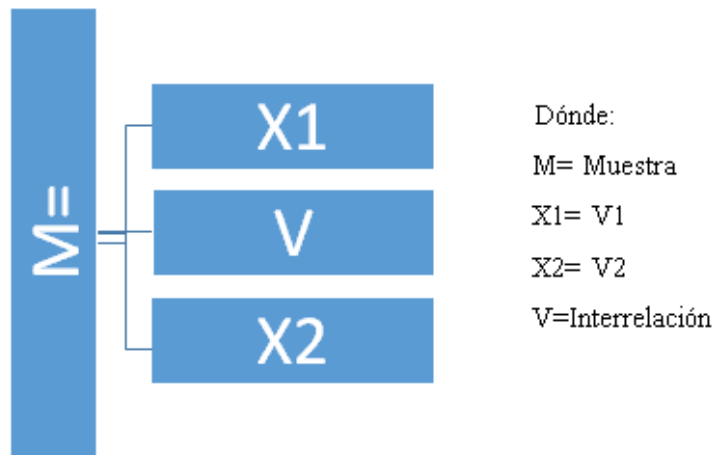 M=
X1
V
X2
Dónde:
M= Muestra
X1= V1
X2= V2
V=Interrelación